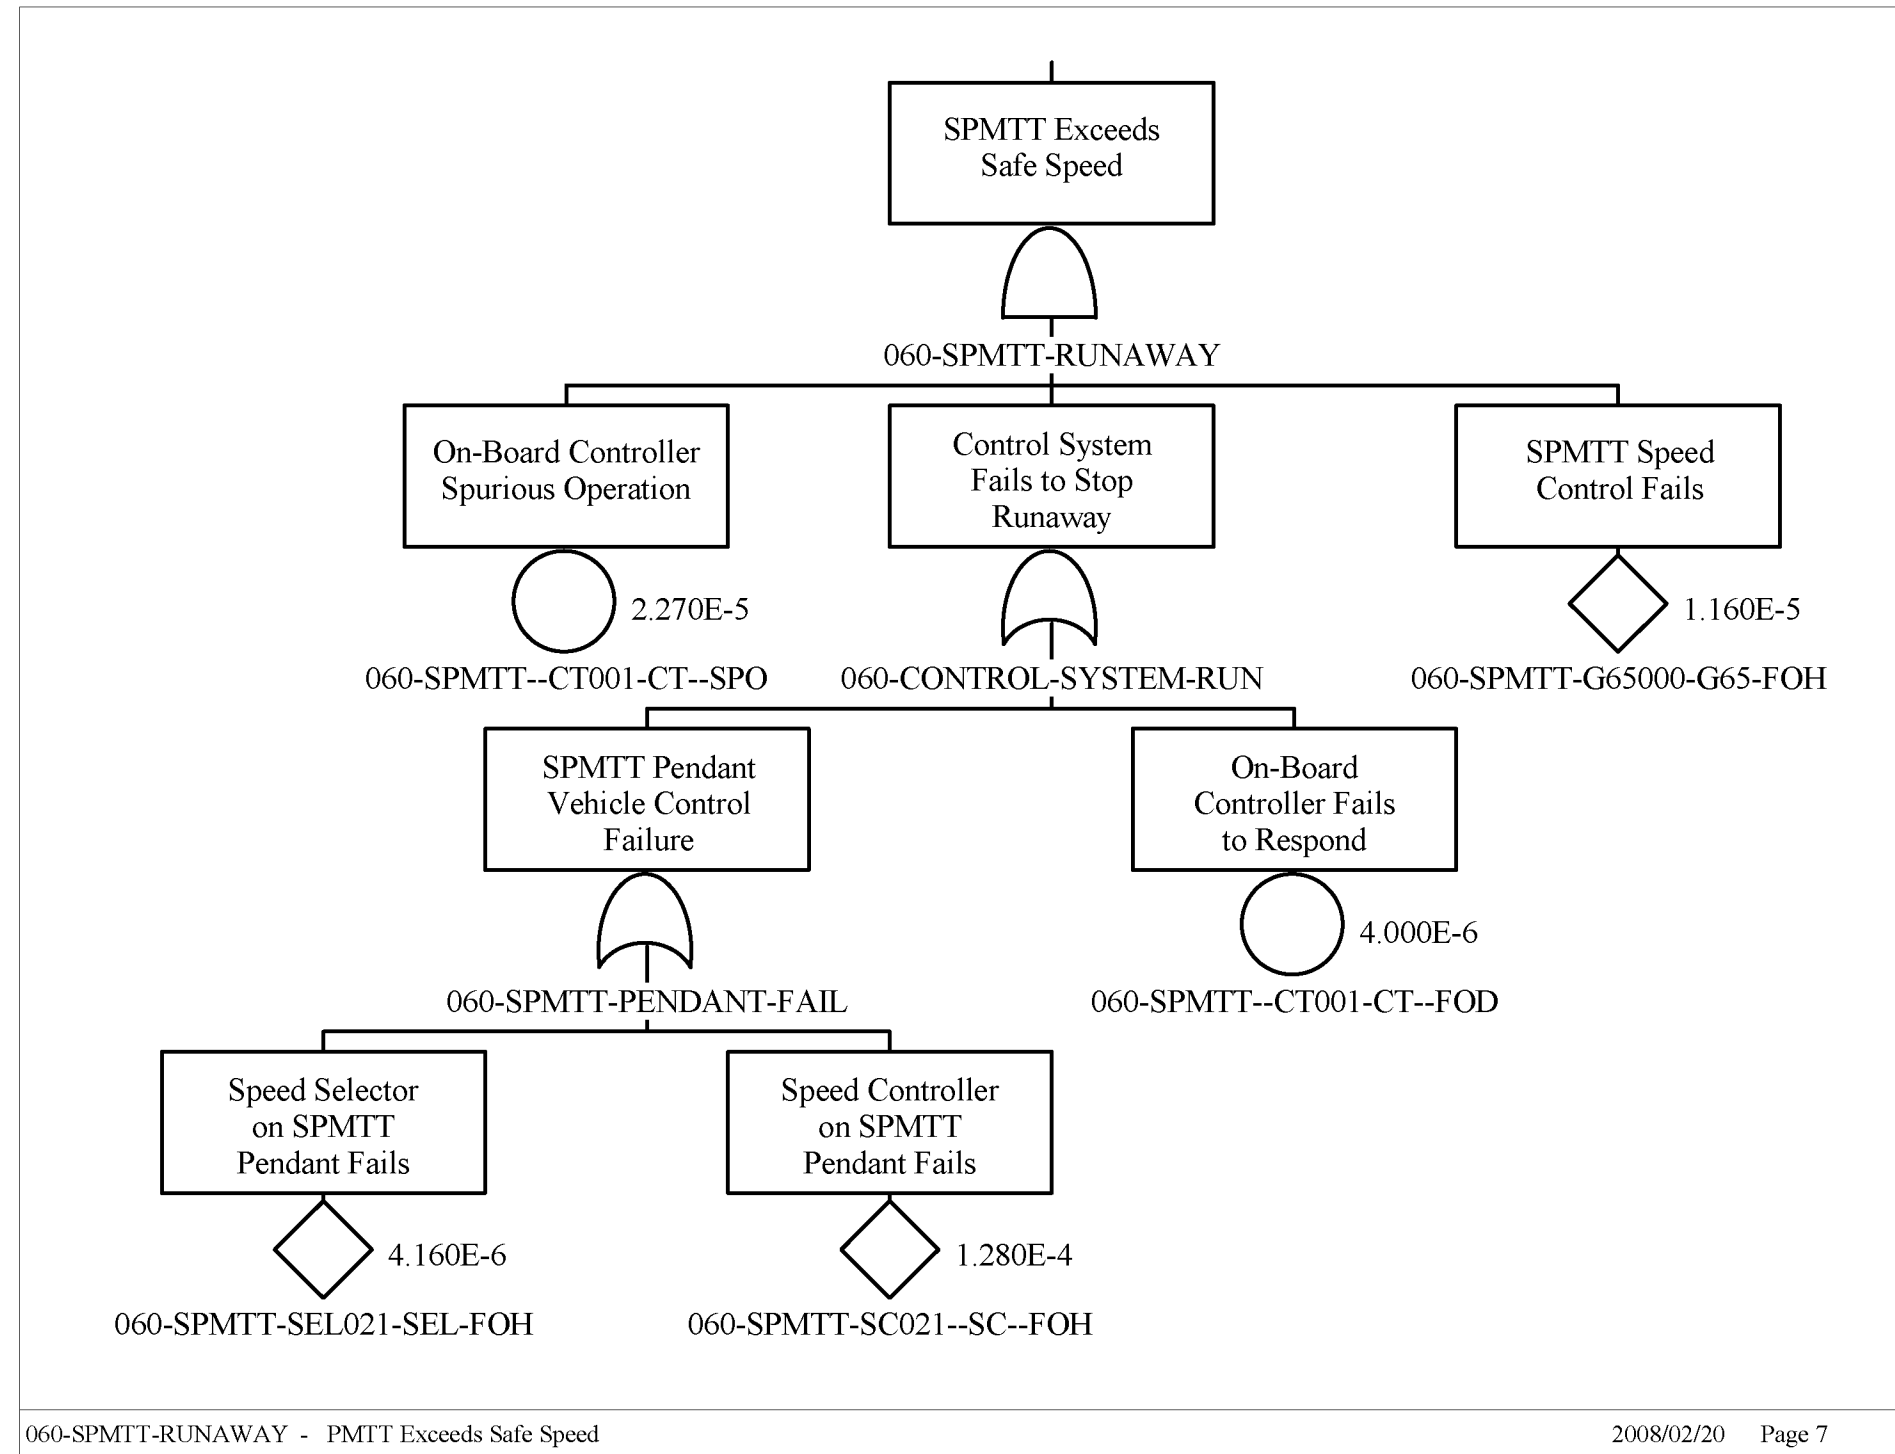 SPMTT Exceeds
Safe Speed
060-SPMTT-RUNAWAY
On-Board Controller
Spurious Operation
2.270E-5
060-SPMTT--CT001-CT--SPO
Control System
Fails to Stop
Runaway
060-CONTROL-SYSTEM-RUN
SPMTT Speed
Control Fails
1.160E-5
060-SPMTT-G65000-G65-FOH
SPMTT Pendant
Vehicle Control
Failure
060-SPMTT-PENDANT-FAIL
On-Board
Controller Fails
to Respond
4.000E-6
060-SPMTT--CT001-CT--FOD
Speed Selector
on SPMTT
Pendant Fails
4.160E-6
060-SPMTT-SEL021-SEL-FOH
Speed Controller
on SPMTT
Pendant Fails
1.280E-4
060-SPMTT-SC021--SC--FOH
060-SPMTT-RUNAWAY - PMTT Exceeds Safe Speed
2008/02/20 Page 7